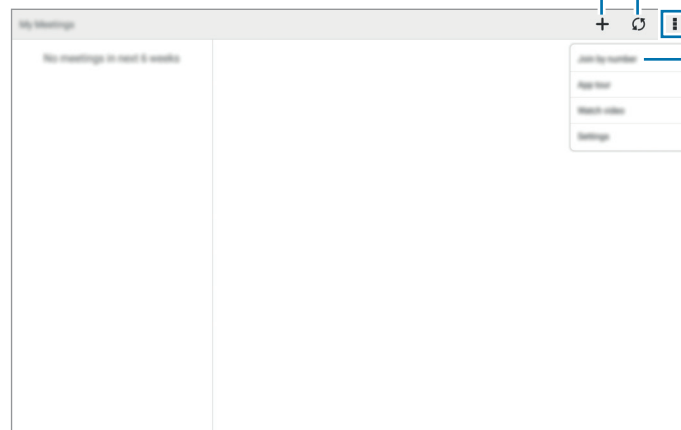 My Meetings
No meetings in next 6 weeks
Join by number
App tour
Watch video
Settings